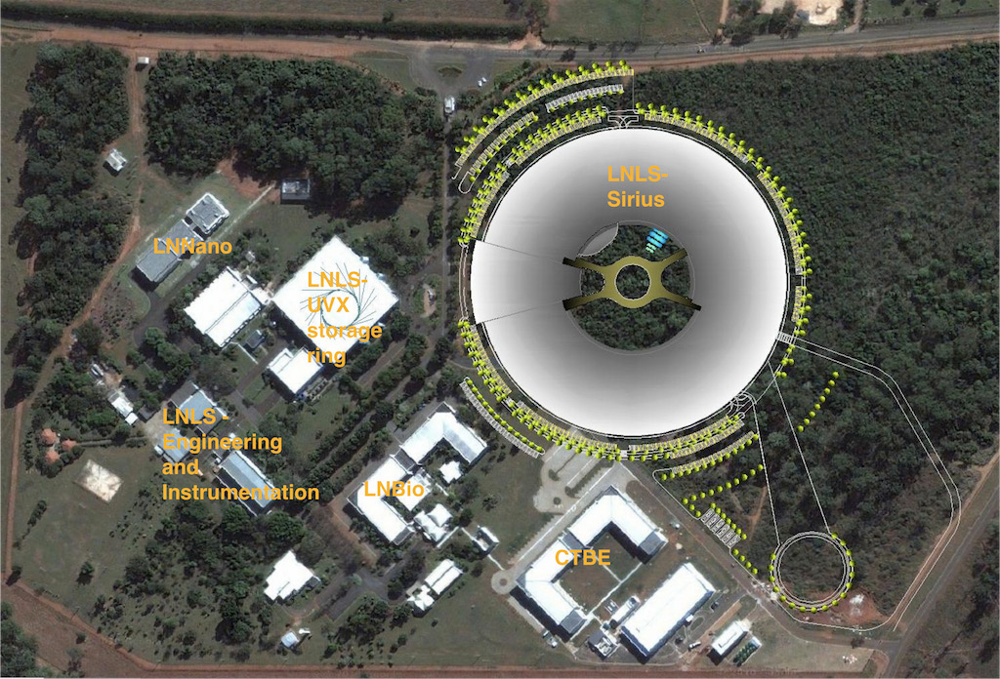 LNLS-
Sirius
LNNano
LNLS-
UVX
storage
ring
LNLS -
Engineering
and
Instrumentation
LNBio
CTBE